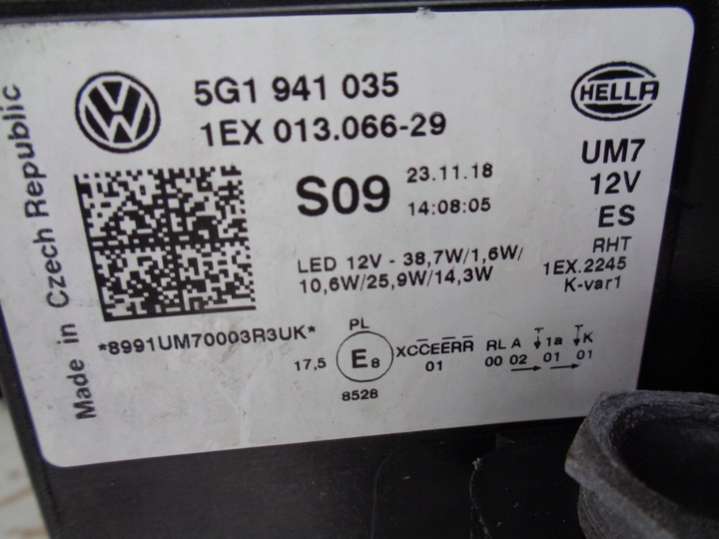 Made in Czech Republic
5G1 941 035
1EX 013.066-29
HELLA
UM7
12V
ES
RHT
1EX.2245
K-var1
S09
23.11.18
14:08:05
LED 12V - 38,7W/1,6W/
10,6W/25,9W/14,3W
*8991UM70003R3UK*
PL
17,5 E8 XCC̅EE̅R̅R RL A 1a K
01 00 02 01 01
8528